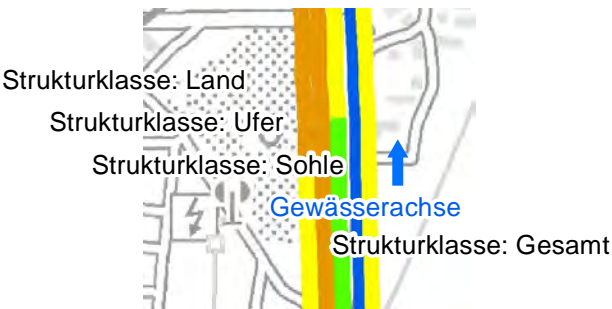 Strukturklasse: Land
Strukturklasse: Ufer
Strukturklasse: Sohle
Gewässerachse
Strukturklasse: Gesamt